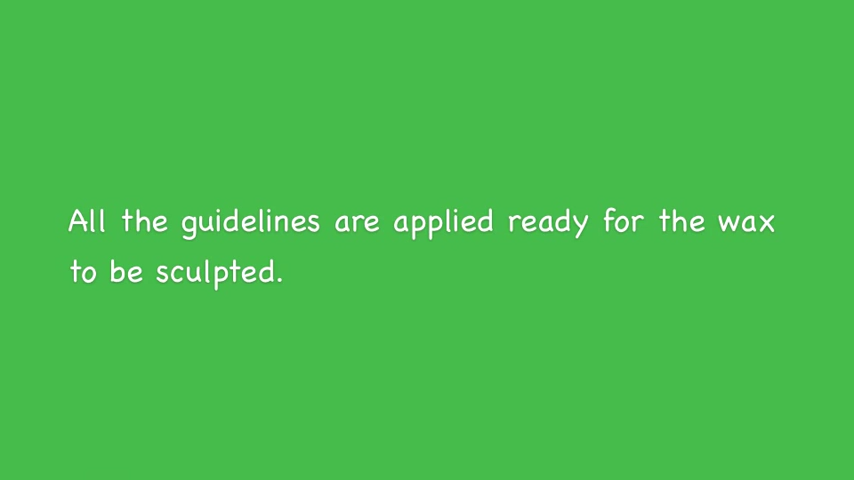 All the guidelines are applied ready for the wax
to be sculpted.